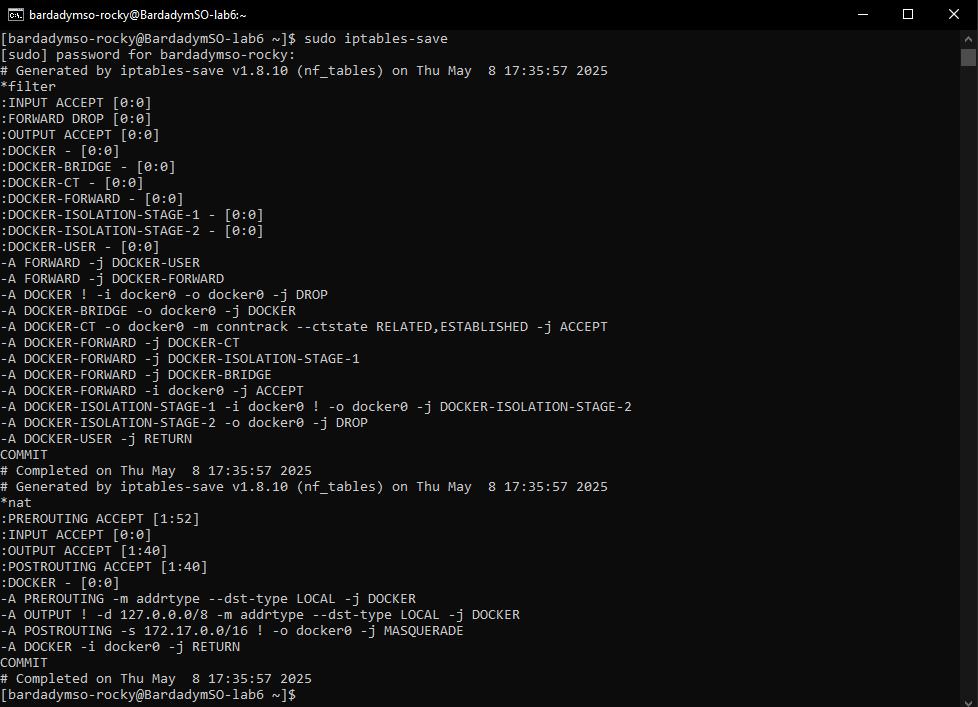 bardadymso-rocky@BardadymSO-lab6:~
[bardadymso-rocky@BardadymSO-lab6 ~]$ sudo iptables-save
[sudo] password for bardadymso-rocky:
# Generated by iptables-save v1.8.10 (nf_tables) on Thu May  8 17:35:57 2025
*filter
:INPUT ACCEPT [0:0]
:FORWARD DROP [0:0]
:OUTPUT ACCEPT [0:0]
:DOCKER - [0:0]
:DOCKER-BRIDGE - [0:0]
:DOCKER-CT - [0:0]
:DOCKER-FORWARD - [0:0]
:DOCKER-ISOLATION-STAGE-1 - [0:0]
:DOCKER-ISOLATION-STAGE-2 - [0:0]
:DOCKER-USER - [0:0]
-A FORWARD -j DOCKER-USER
-A FORWARD -j DOCKER-FORWARD
-A DOCKER ! -i docker0 -o docker0 -j DROP
-A DOCKER-BRIDGE -o docker0 -j DOCKER
-A DOCKER-CT -o docker0 -m conntrack --ctstate RELATED,ESTABLISHED -j ACCEPT
-A DOCKER-FORWARD -j DOCKER-CT
-A DOCKER-FORWARD -j DOCKER-ISOLATION-STAGE-1
-A DOCKER-FORWARD -j DOCKER-BRIDGE
-A DOCKER-FORWARD -i docker0 -j ACCEPT
-A DOCKER-ISOLATION-STAGE-1 -i docker0 ! -o docker0 -j DOCKER-ISOLATION-STAGE-2
-A DOCKER-ISOLATION-STAGE-2 -o docker0 -j DROP
-A DOCKER-USER -j RETURN
COMMIT
# Completed on Thu May  8 17:35:57 2025
# Generated by iptables-save v1.8.10 (nf_tables) on Thu May  8 17:35:57 2025
*nat
:PREROUTING ACCEPT [1:52]
:INPUT ACCEPT [0:0]
:OUTPUT ACCEPT [1:40]
:POSTROUTING ACCEPT [1:40]
:DOCKER - [0:0]
-A PREROUTING -m addrtype --dst-type LOCAL -j DOCKER
-A OUTPUT ! -d 127.0.0.0/8 -m addrtype --dst-type LOCAL -j DOCKER
-A POSTROUTING -s 172.17.0.0/16 ! -o docker0 -j MASQUERADE
-A DOCKER -i docker0 -j RETURN
COMMIT
# Completed on Thu May  8 17:35:57 2025
[bardadymso-rocky@BardadymSO-lab6 ~]$